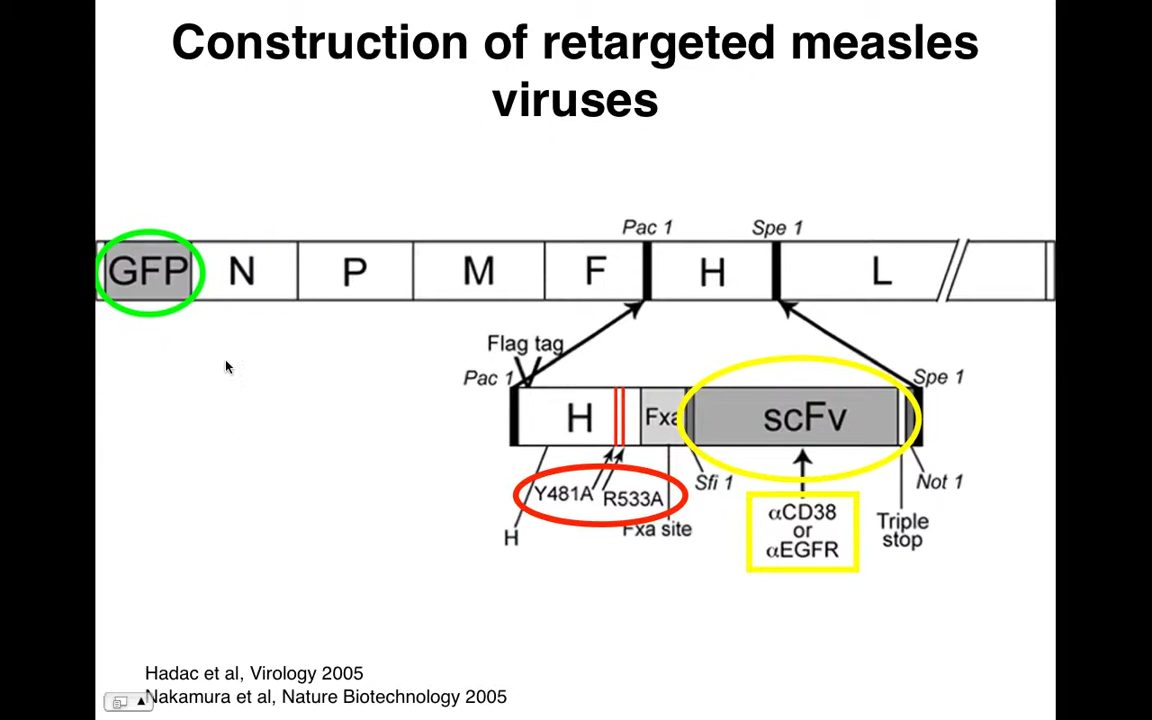 Construction of retargeted measles
viruses
Pac 1
Spe 1
GFP
N
P
M
F
H
L
Flag tag
Pac 1
Spe 1
H
Fxa
scFv
Y481A
R533A
Sfi 1
Not 1
H
Fxa site
αCD38
or
αEGFR
Triple
stop
Hadac et al, Virology 2005
Nakamura et al, Nature Biotechnology 2005